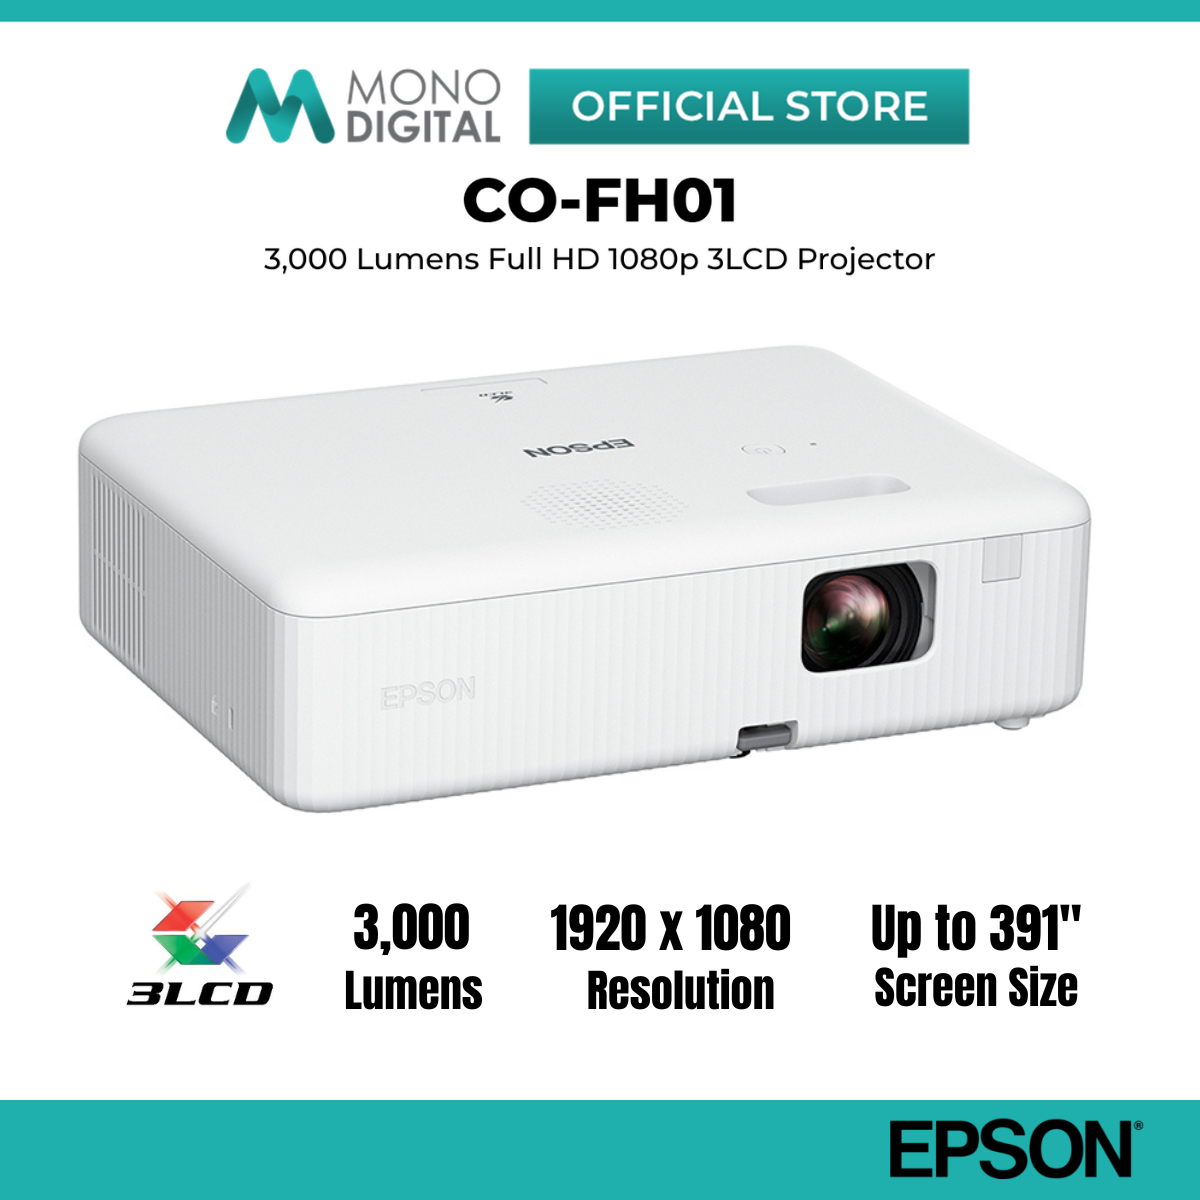 MONO
DIGITAL
OFFICIAL STORE
CO-FH01
3,000 Lumens Full HD 1080p 3LCD Projector
3LCD
EPSON
EPSON
3LCD
3,000
Lumens
1920 x 1080
Resolution
Up to 391"
Screen Size
EPSON®